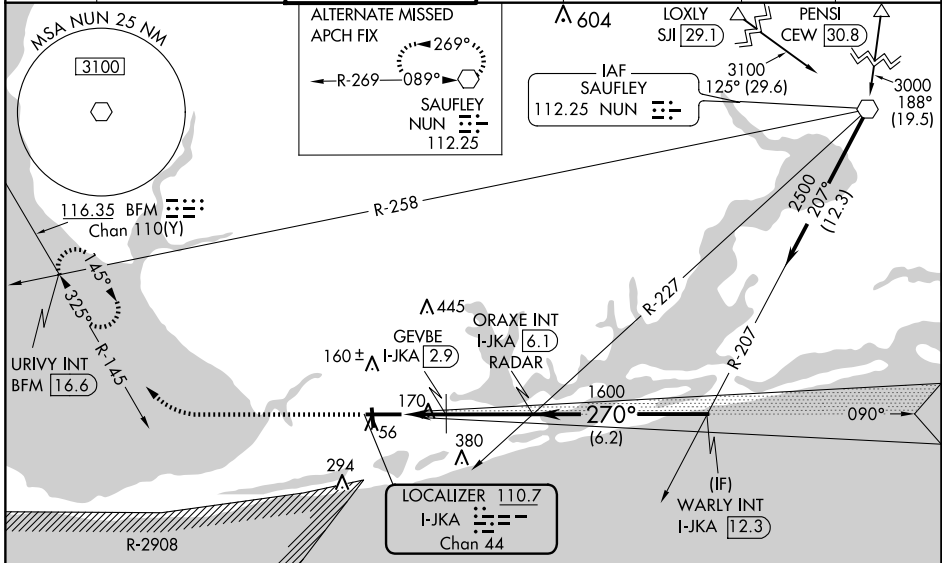 MSA NUN 25 NM
3100
ALTERNATE MISSED
APCH FIX
269°
R-269
089°
SAUFLEY
NUN
112.25
604
LOXLY
SJI 29.1
PENSI
CEW 30.8
3100
125° (29.6)
3000
188°
(19.5)
IAF
SAUFLEY
112.25 NUN
2500
207°
(12.3)
116.35 BFM
Chan 110(Y)
R-258
145°
325°
R-145
URIVY INT
BFM 16.6
R-227
R-207
445
ORAXE INT
I-JKA 6.1
RADAR
GEVBE
I-JKA 2.9
160 ±
170
56
1600
270°
(6.2)
090°
380
294
(IF)
WARLY INT
I-JKA 12.3
LOCALIZER 110.7
I-JKA
Chan 44
R-2908